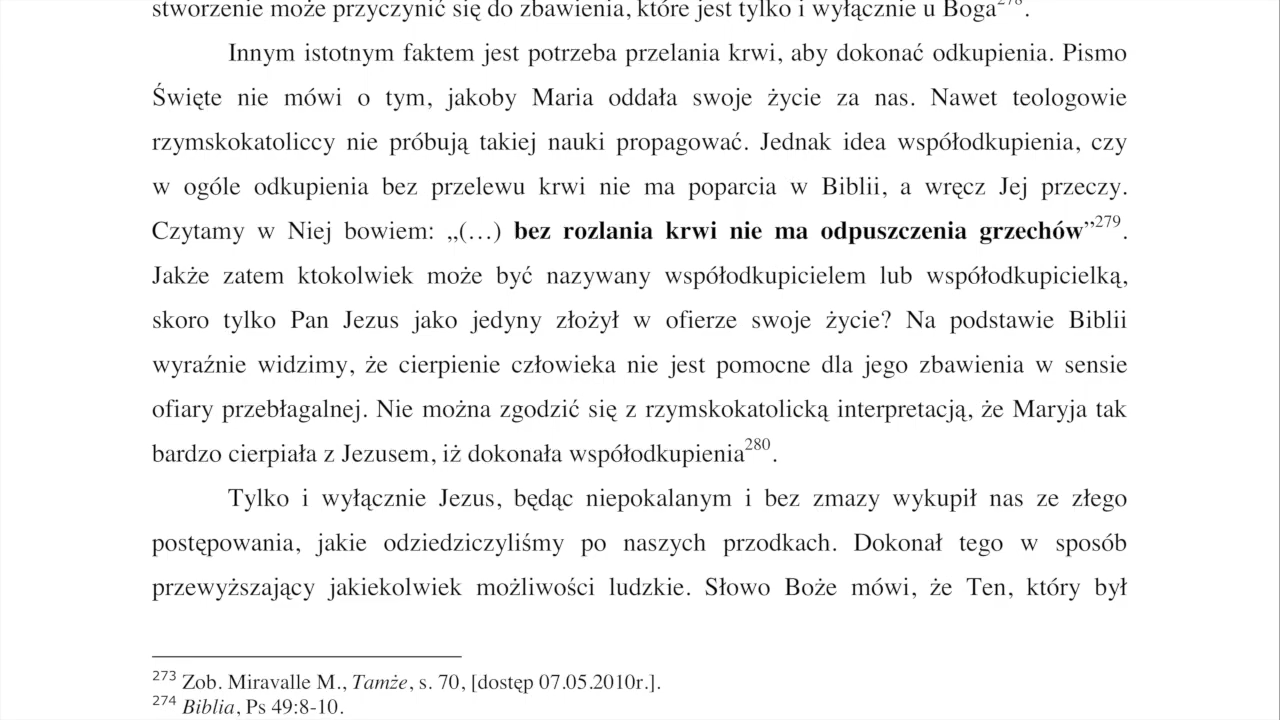 stworzenie może przyczynić się do zbawienia, które jest tylko i wyłącznie u Boga278.
Innym istotnym faktem jest potrzeba przelania krwi, aby dokonać odkupienia. Pismo
Święte nie mówi o tym, jakoby Maria oddała swoje życie za nas. Nawet teologowie
rzymskokatoliccy nie próbują takiej nauki propagować. Jednak idea współodkupienia, czy
w ogóle odkupienia bez przelewu krwi nie ma poparcia w Biblii, a wręcz Jej przeczy.
Czytamy w Niej bowiem: „(…) bez rozlania krwi nie ma odpuszczenia grzechów”279.
Jakże zatem ktokolwiek może być nazywany współodkupicielem lub współodkupicielką,
skoro tylko Pan Jezus jako jedyny złożył w ofierze swoje życie? Na podstawie Biblii
wyraźnie widzimy, że cierpienie człowieka nie jest pomocne dla jego zbawienia w sensie
ofiary przebłagalnej. Nie można zgodzić się z rzymskokatolicką interpretacją, że Maryja tak
bardzo cierpiała z Jezusem, iż dokonała współodkupienia280.
Tylko i wyłącznie Jezus, będąc niepokalanym i bez zmazy wykupił nas ze złego
postępowania, jakie odziedziczyliśmy po naszych przodkach. Dokonał tego w sposób
przewyższający jakiekolwiek możliwości ludzkie. Słowo Boże mówi, że Ten, który był
273 Zob. Miravalle M., Tamże, s. 70, [dostęp 07.05.2010r.].
274 Biblia, Ps 49:8-10.